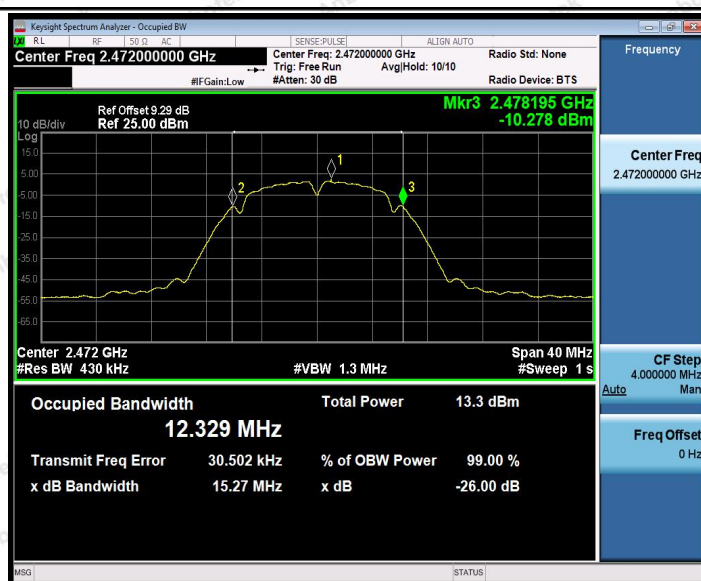 Keysight Spectrum Analyzer - Occupied BW
LXI RL RF 50 Ω AC SENSE:PULSE ALIGN AUTO
Center Freq 2.472000000 GHz
Center Freq: 2.472000000 GHz
Radio Std: None
Trig: Free Run Avg|Hold: 10/10
#IFGain:Low #Atten: 30 dB Radio Device: BTS
Ref Offset 9.29 dB
Mkr3 2.478195 GHz
10 dB/div Ref 25.00 dBm
-10.278 dBm
Log
15.0
5.00
-5.00
-15.0
-25.0
-35.0
-45.0
-55.0
-65.0
1
2
3
Center 2.472 GHz Span 40 MHz
#Res BW 430 kHz #VBW 1.3 MHz #Sweep 1 s
Occupied Bandwidth Total Power 13.3 dBm
12.329 MHz
Transmit Freq Error 30.502 kHz % of OBW Power 99.00 %
x dB Bandwidth 15.27 MHz x dB -26.00 dB
MSG STATUS
Frequency
Center Freq
2.472000000 GHz
CF Step
4.000000 MHz
Auto Man
Freq Offset
0 Hz